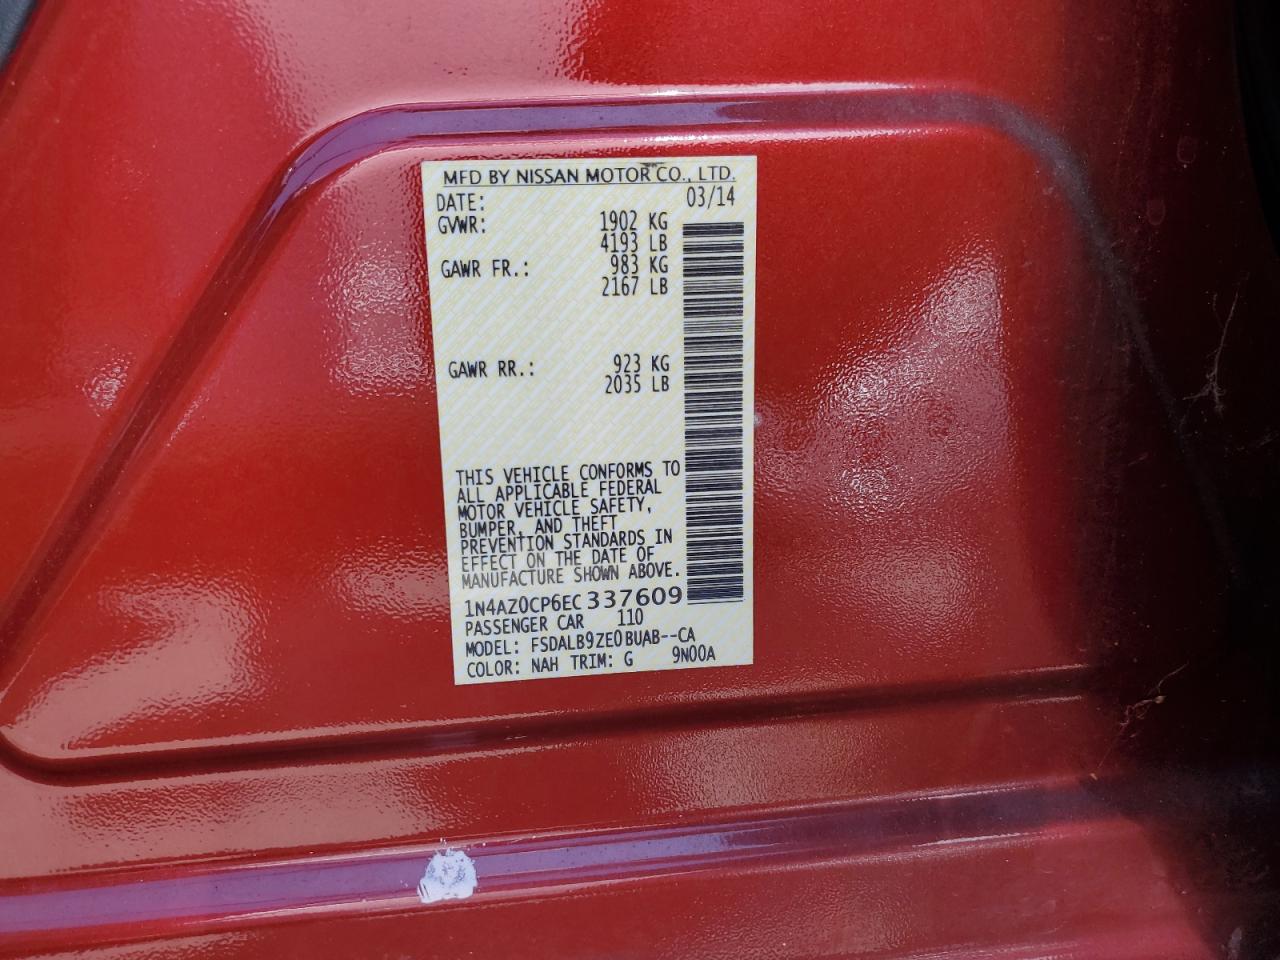 MFD BY NISSAN MOTOR CO., LTD.
DATE: 03/14
GVWR: 1902 KG
4193 LB
GAWR FR.: 983 KG
2167 LB
GAWR RR.: 923 KG
2035 LB
THIS VEHICLE CONFORMS TO
ALL APPLICABLE FEDERAL
MOTOR VEHICLE SAFETY,
BUMPER, AND THEFT
PREVENTION STANDARDS IN
EFFECT ON THE DATE OF
MANUFACTURE SHOWN ABOVE.
1N4AZ0CP6EC337609
PASSENGER CAR 110
MODEL: FSDALB9ZE0BUAB--CA
COLOR: NAH TRIM: G 9N00A